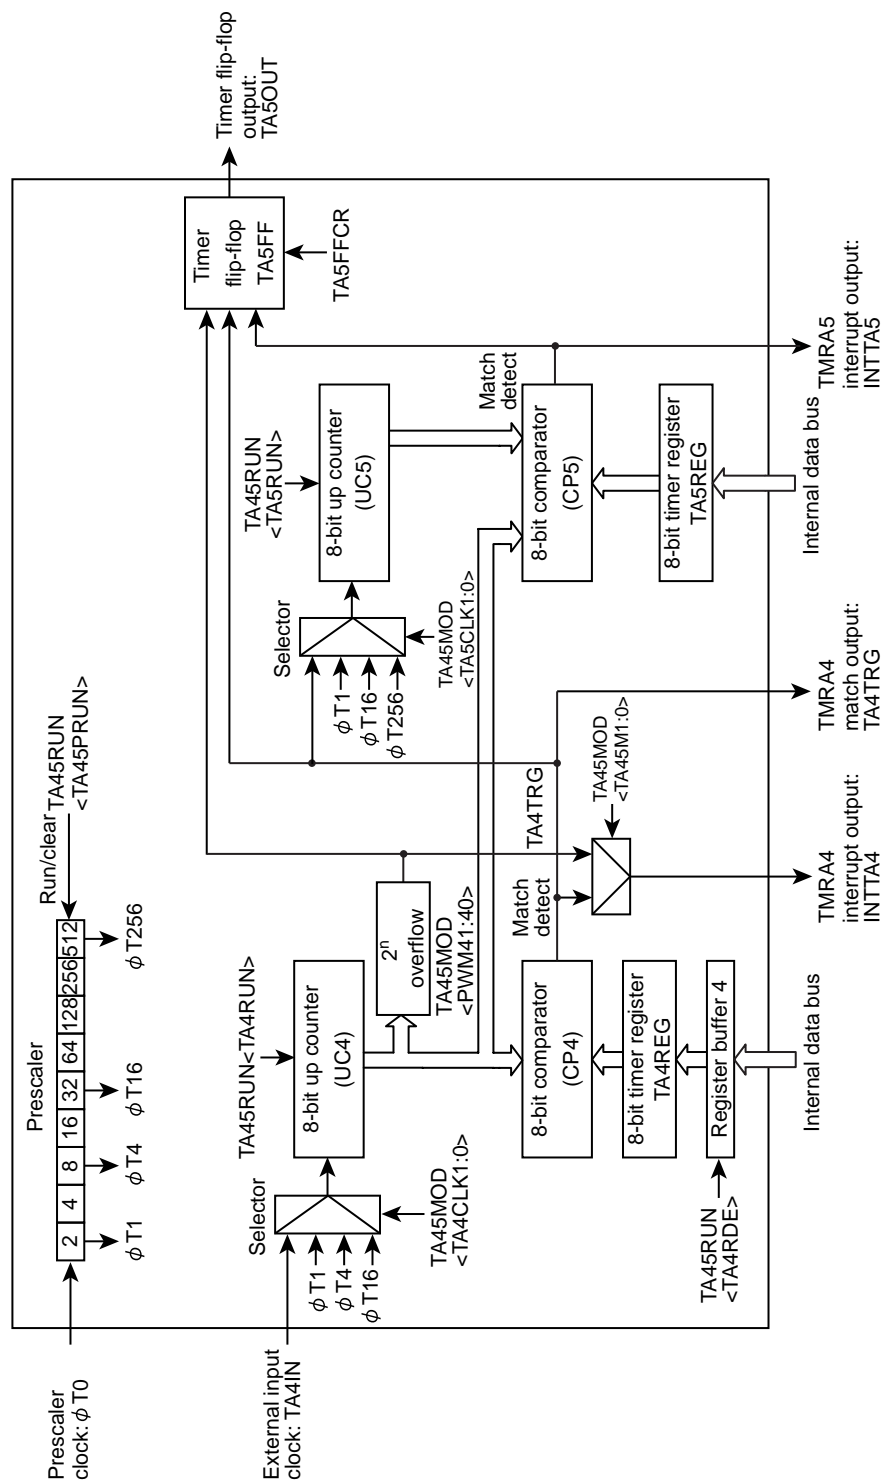 Prescaler
clock: ϕT0
Prescaler
2
4
8
16
32
64
128
256
512
Run/clear
TA45RUN
<TA45PRUN>
ϕT1
ϕT4
ϕT16
ϕT256
External input
clock: TA4IN
Selector
ϕT1
ϕT4
ϕT16
TA45MOD
<TA4CLK1:0>
TA45RUN<TA4RUN>
8-bit up counter
(UC4)
2n
overflow
TA45MOD
<PWM41:40>
TA4TRG
Selector
ϕT1
ϕT16
ϕT256
TA45MOD
<TA5CLK1:0>
TA45RUN
<TA5RUN>
8-bit up counter
(UC5)
Timer
flip-flop
TA5FF
TA5FFCR
Timer flip-flop
output:
TA5OUT
8-bit comparator
(CP4)
Match
detect
8-bit timer register
TA4REG
Register buffer 4
TA45RUN
<TA4RDE>
TA45MOD
<TA45M1:0>
8-bit comparator
(CP5)
Match
detect
8-bit timer register
TA5REG
Internal data bus
TMRA4
interrupt output:
INTTA4
TMRA4
match output:
TA4TRG
Internal data bus
TMRA5
interrupt output:
INTTA5